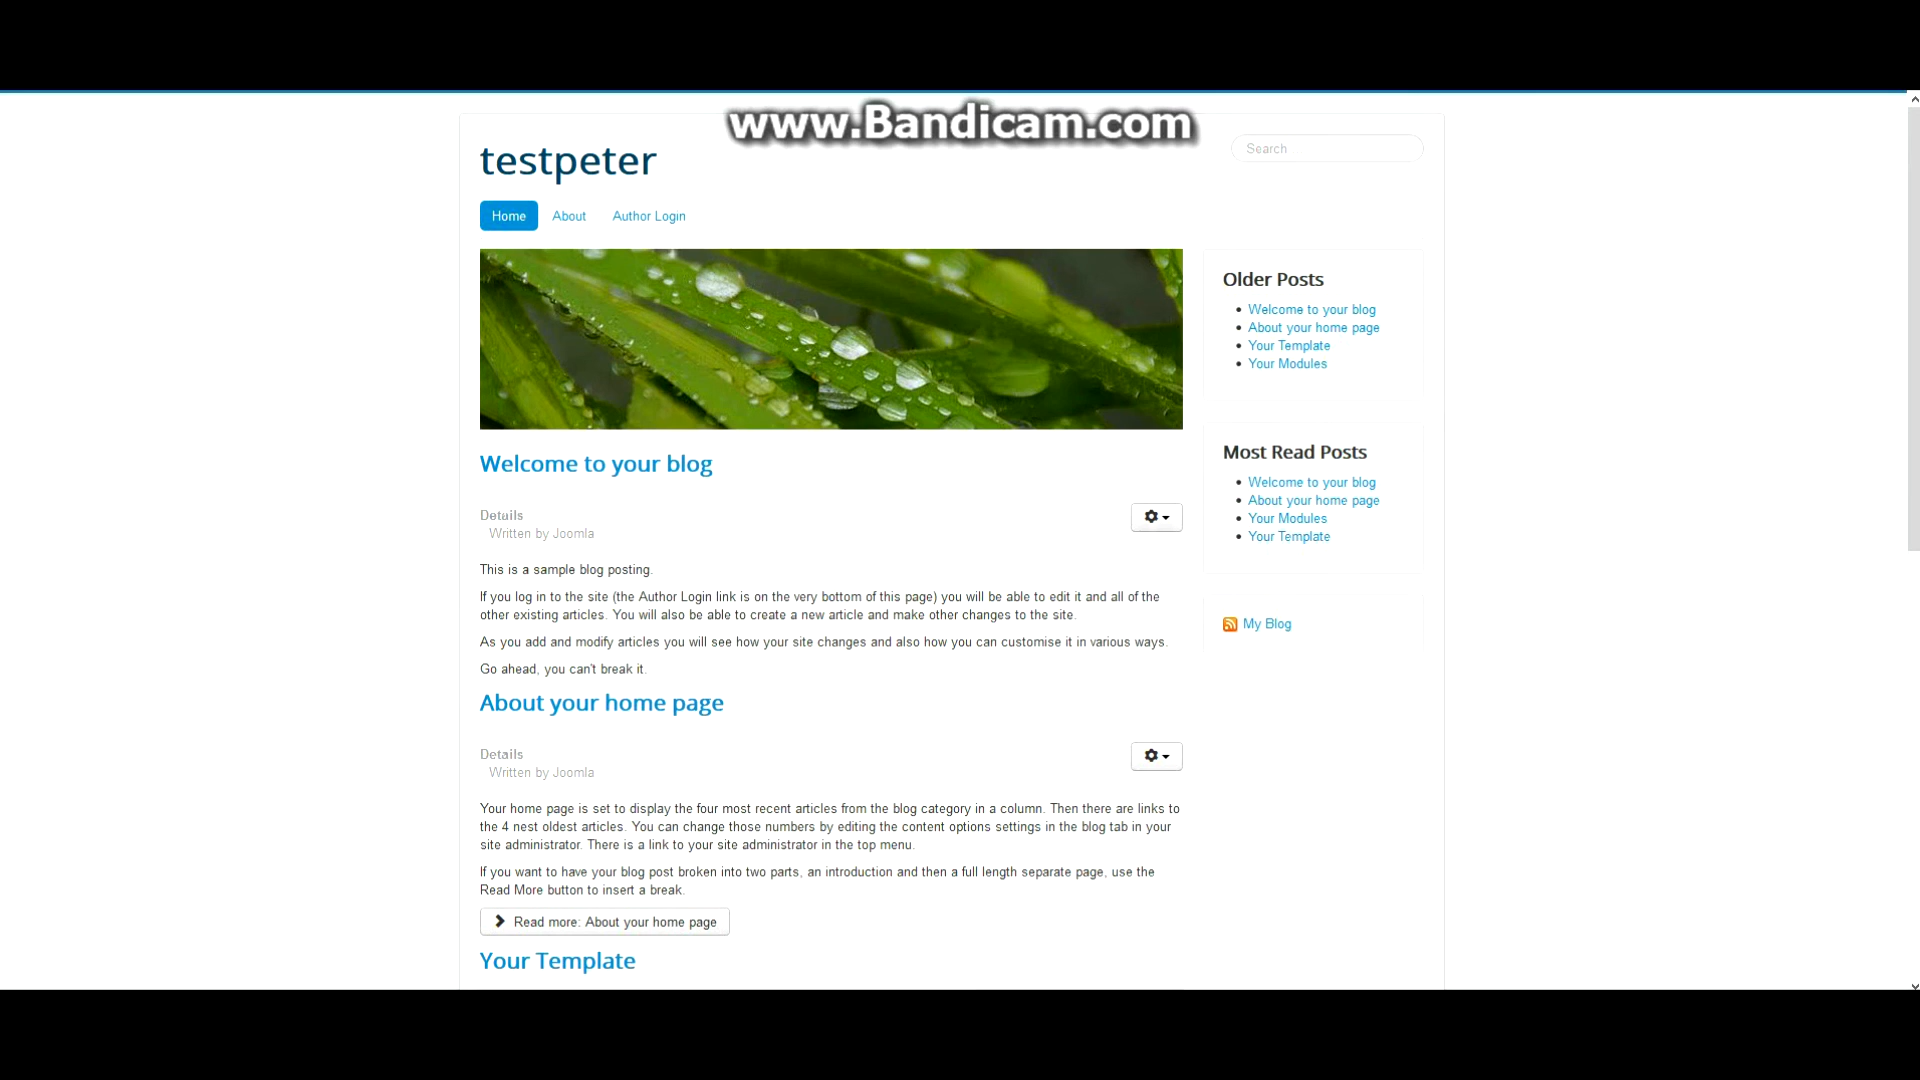 www.Bandicam.com
testpeter
Search
Home About Author Login
Older Posts
Welcome to your blog
About your home page
Your Template
Your Modules
Welcome to your blog
Most Read Posts
Welcome to your blog
About your home page
Your Modules
Your Template
Details
Written by Joomla
This is a sample blog posting.
If you log in to the site (the Author Login link is on the very bottom of this page) you will be able to edit it and all of the
other existing articles. You will also be able to create a new article and make other changes to the site.
As you add and modify articles you will see how your site changes and also how you can customise it in various ways.
Go ahead, you can't break it.
My Blog
About your home page
Details
Written by Joomla
Your home page is set to display the four most recent articles from the blog category in a column. Then there are links to
the 4 nest oldest articles. You can change those numbers by editing the content options settings in the blog tab in your
site administrator. There is a link to your site administrator in the top menu.
If you want to have your blog post broken into two parts, an introduction and then a full length separate page, use the
Read More button to insert a break.
Read more: About your home page
Your Template